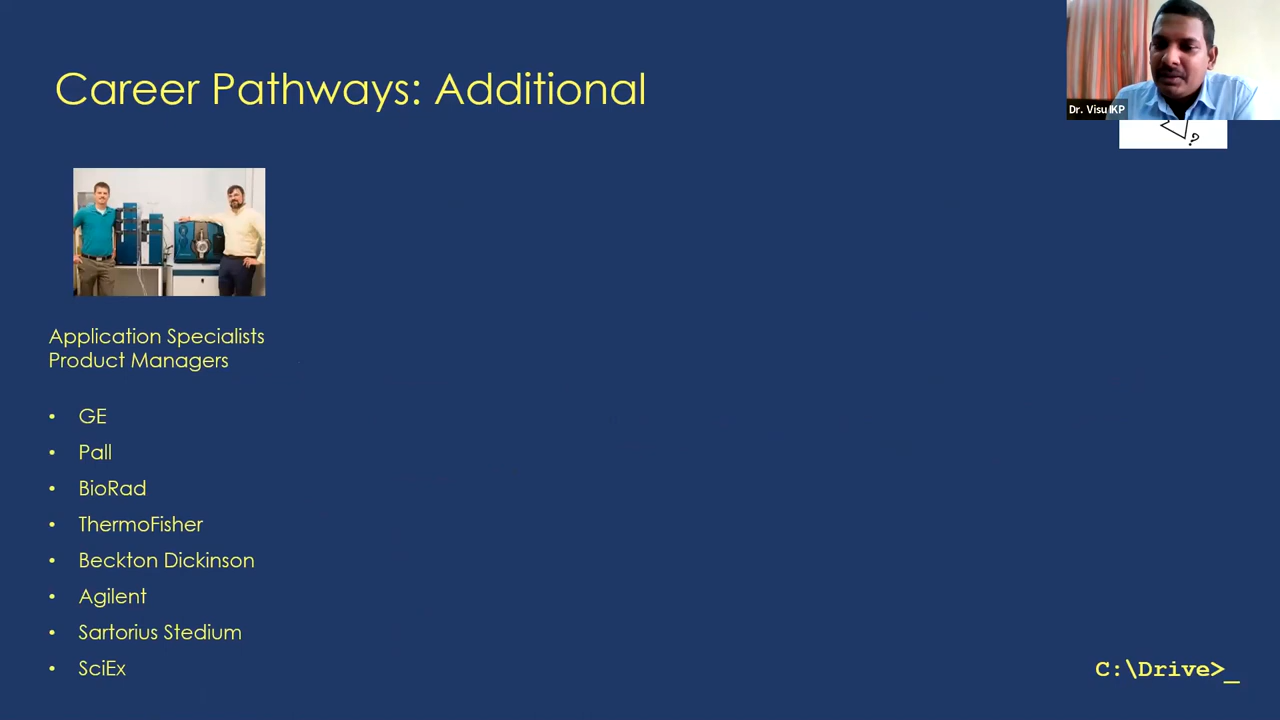 Career Pathways: Additional
Dr. Visu IKP
?
Application Specialists
Product Managers
• GE
• Pall
• BioRad
• ThermoFisher
• Beckton Dickinson
• Agilent
• Sartorius Stedium
• SciEx
C:\Drive>_